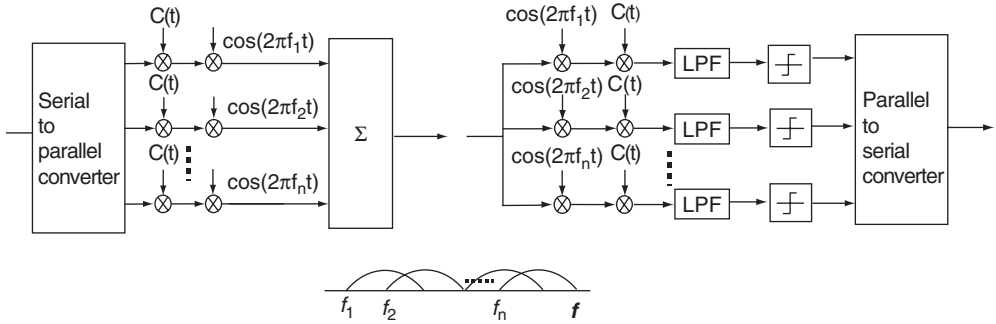 C(t)
cos(2πf1t)
C(t)
cos(2πf2t)
C(t)
cos(2πfnt)
Serial
to
parallel
converter
Σ
cos(2πf1t)
C(t)
cos(2πf2t)
C(t)
cos(2πfnt)
C(t)
LPF
LPF
LPF
Parallel
to
serial
converter
f1 f2 fn f